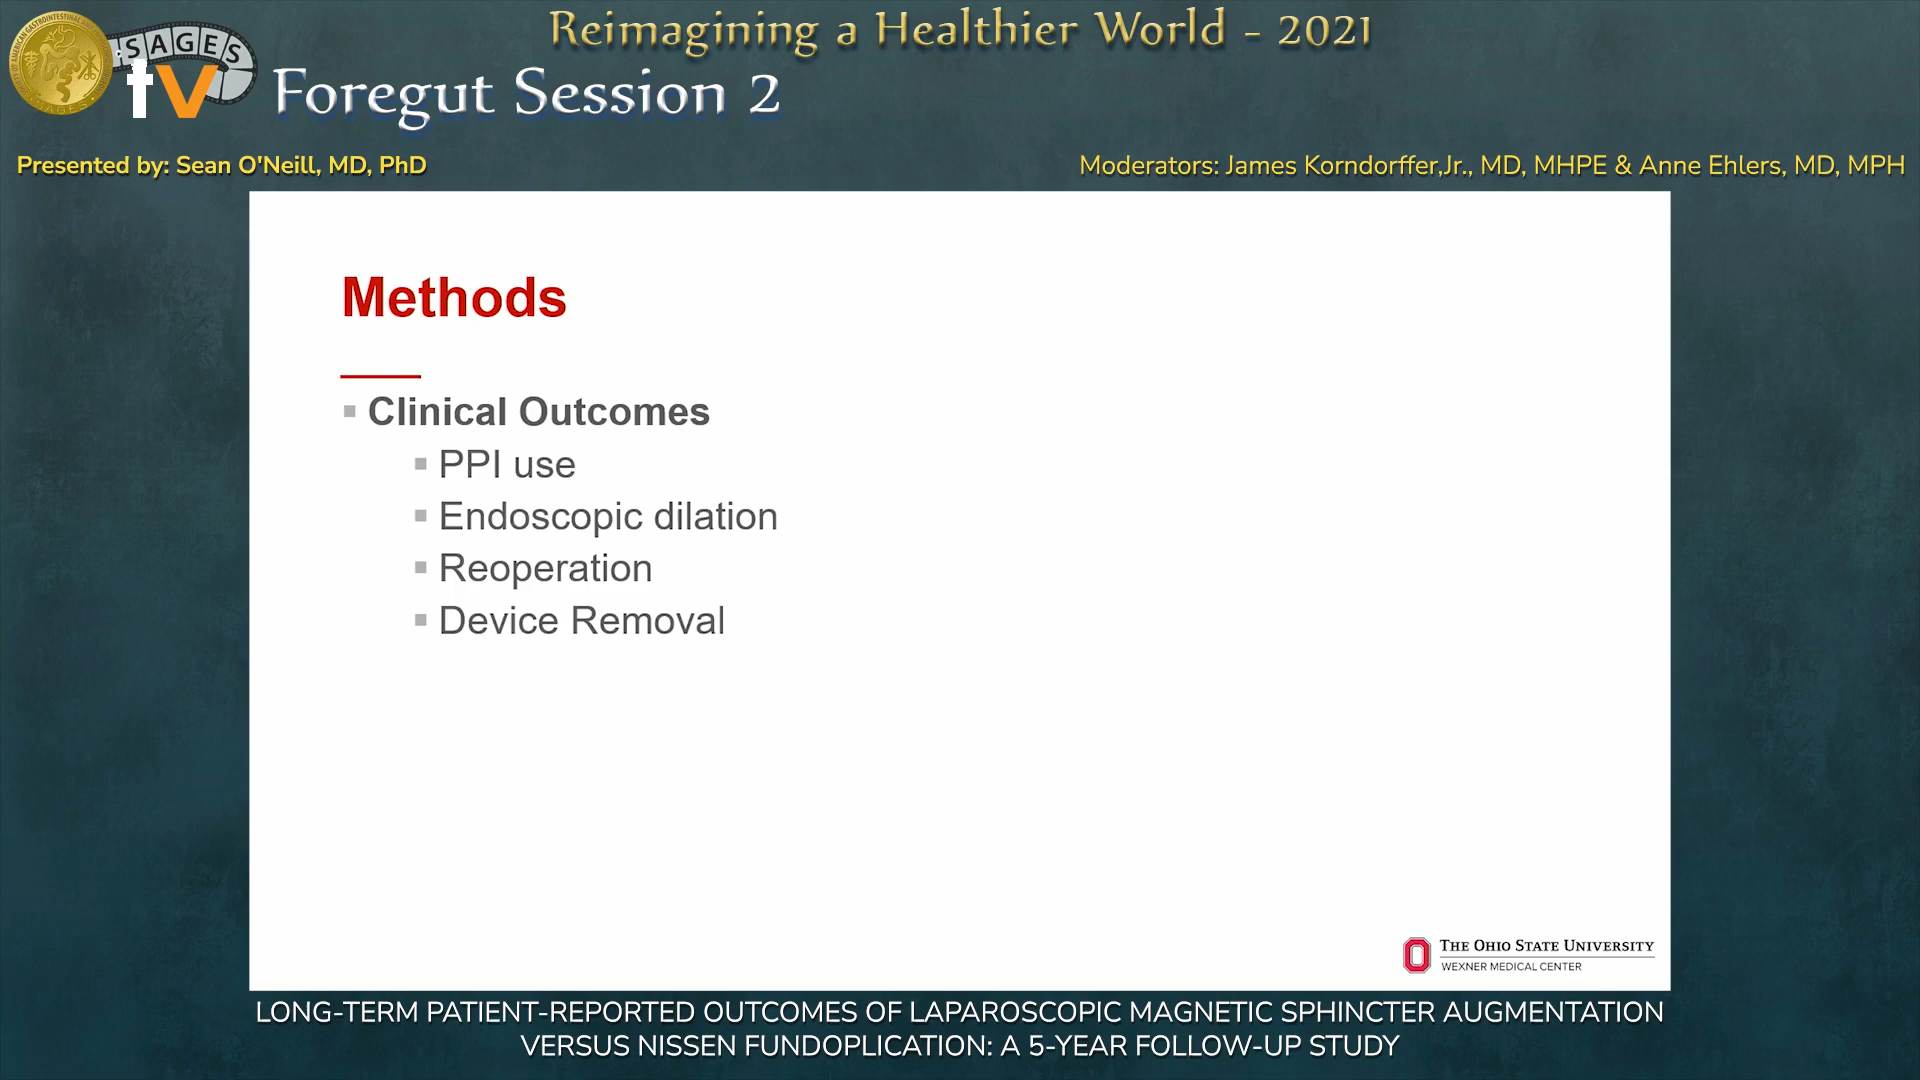 Reimagining a Healthier World - 2021
SAGES
tv
Foregut Session 2
Presented by: Sean O'Neill, MD, PhD
Moderators: James Korndorffer,Jr., MD, MHPE & Anne Ehlers, MD, MPH
Methods
Clinical Outcomes
PPI use
Endoscopic dilation
Reoperation
Device Removal
THE OHIO STATE UNIVERSITY
WEXNER MEDICAL CENTER
LONG-TERM PATIENT-REPORTED OUTCOMES OF LAPAROSCOPIC MAGNETIC SPHINCTER AUGMENTATION
VERSUS NISSEN FUNDOPLICATION: A 5-YEAR FOLLOW-UP STUDY